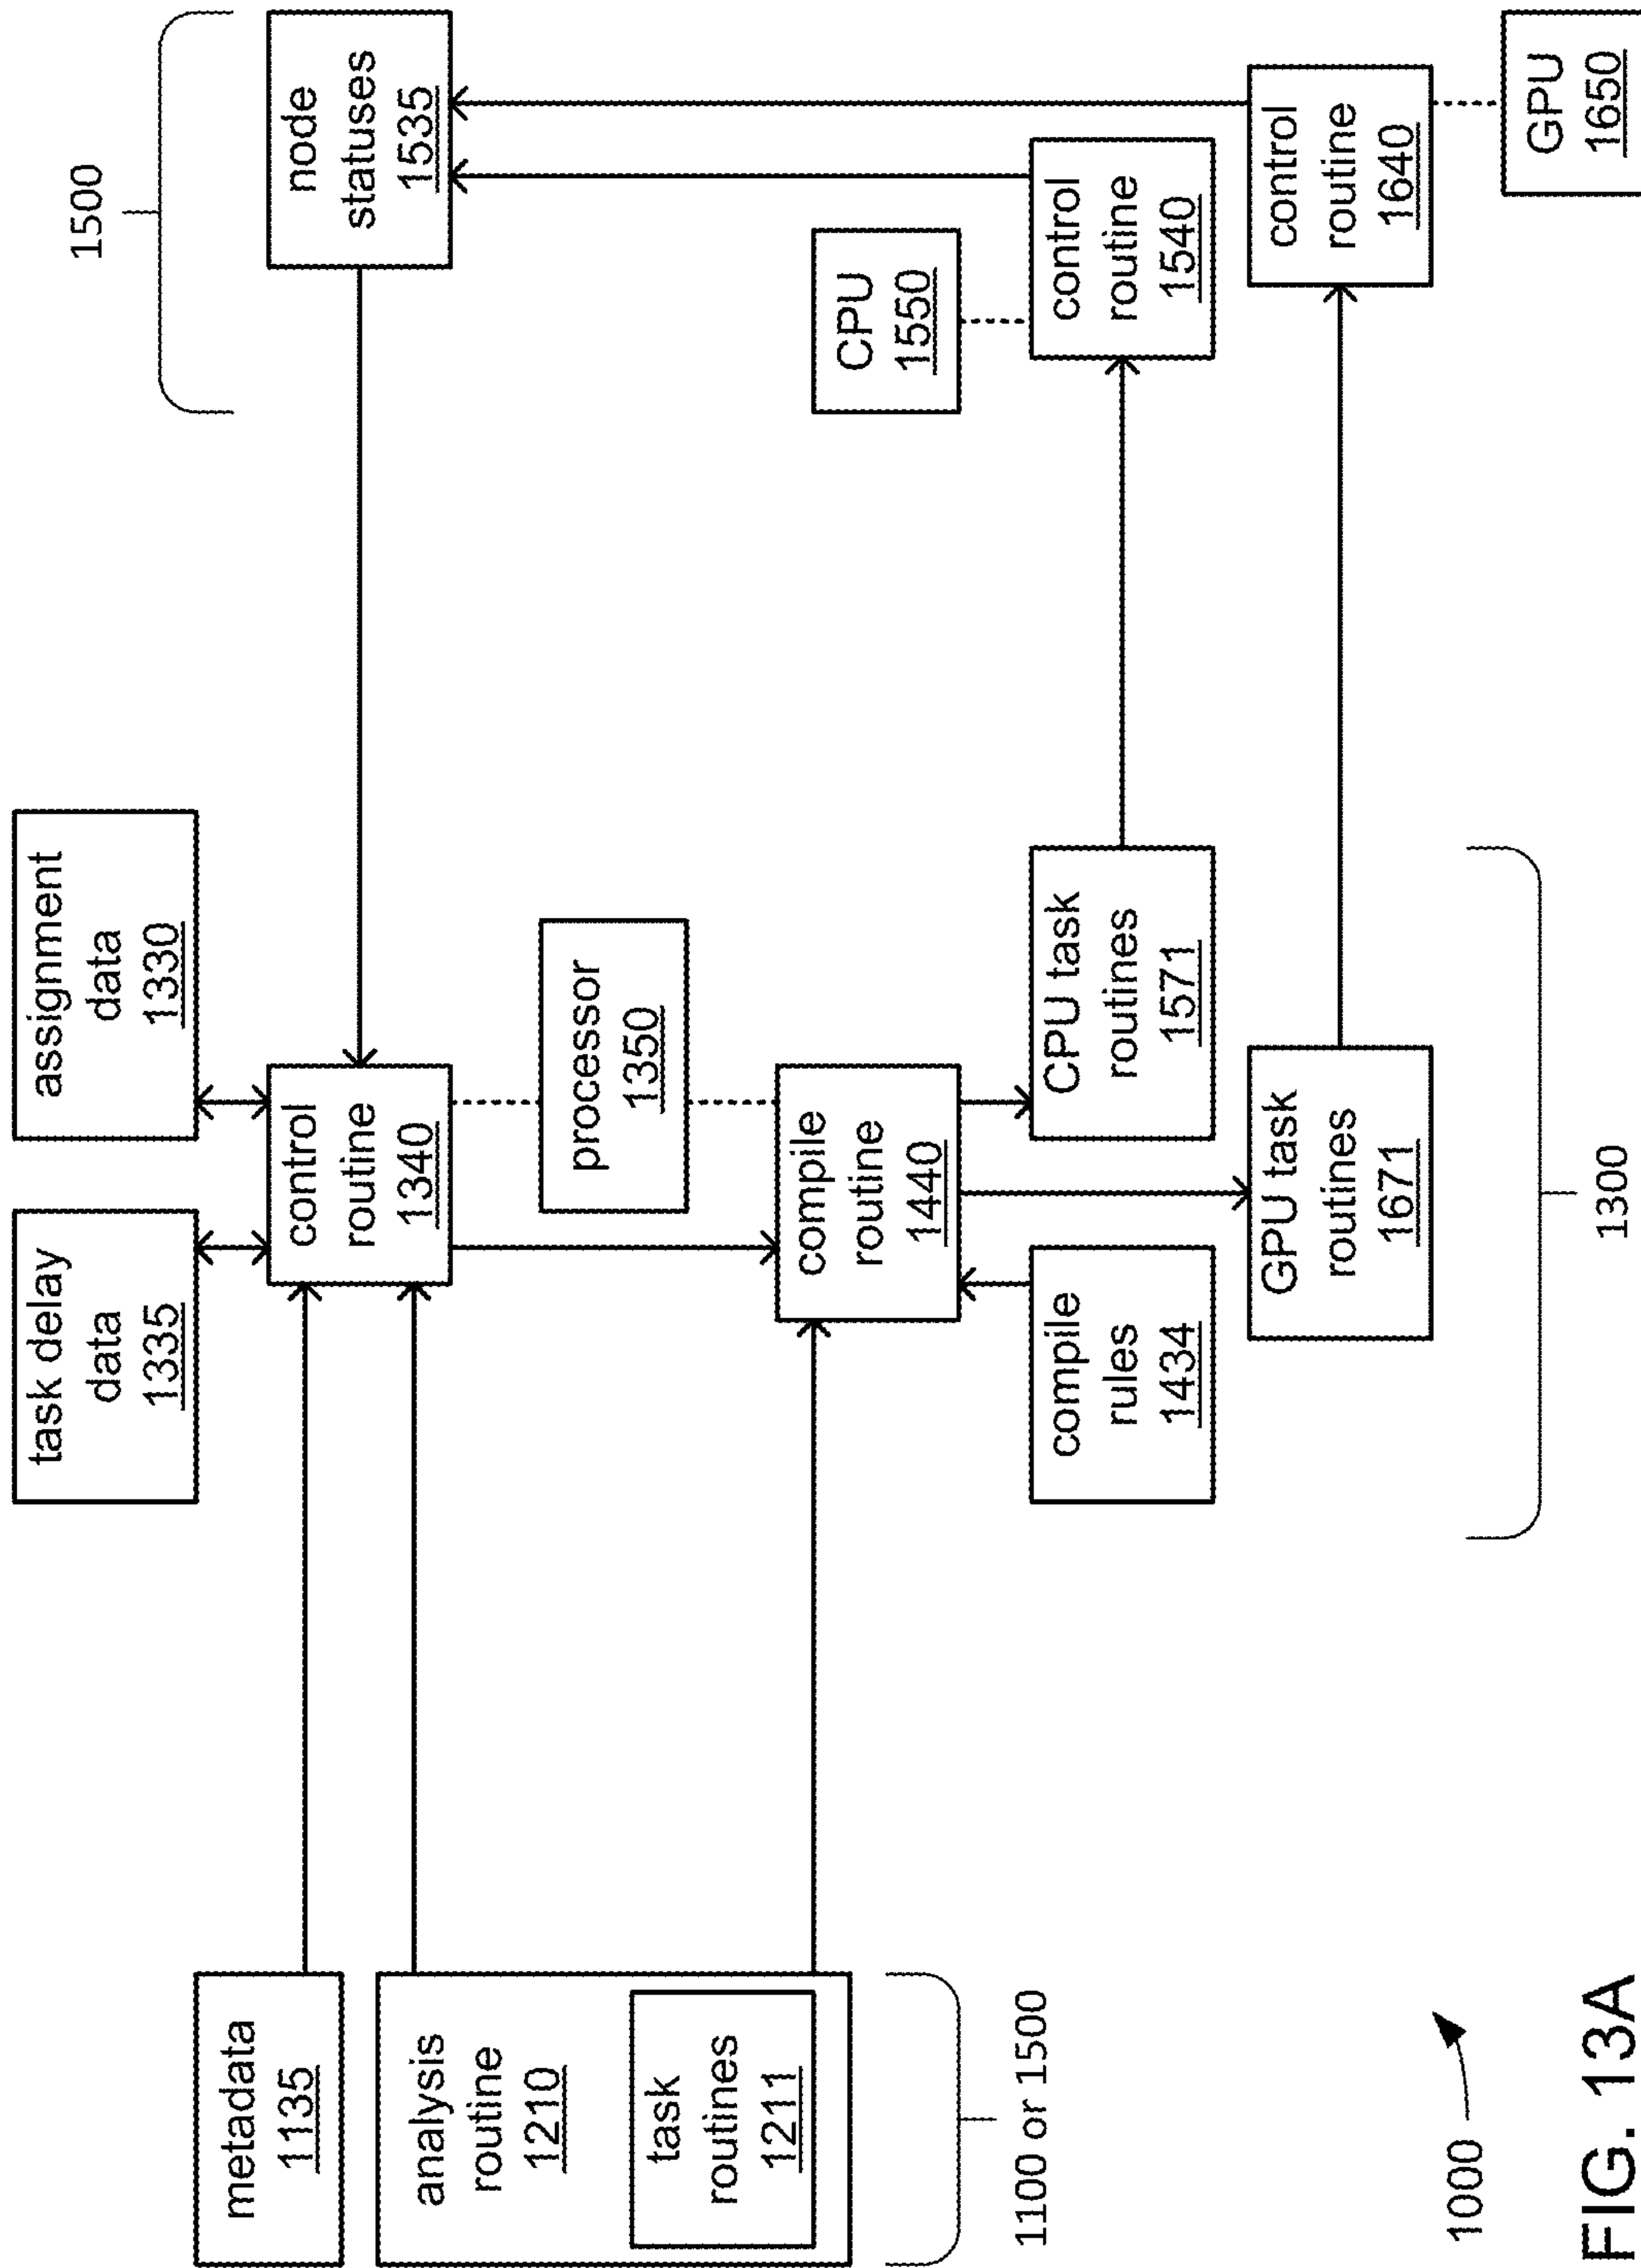 metadata
1135
analysis
routine
1210
task
routines
1211
1100 or 1500
task delay
data
1335
assignment
data
1330
control
routine
1340
processor
1350
compile
routine
1440
compile
rules
1434
CPU task
routines
1571
GPU task
routines
1671
1300
1500
node
statuses
1535
CPU
1550
control
routine
1540
control
routine
1640
GPU
1650
1000
FIG. 13A